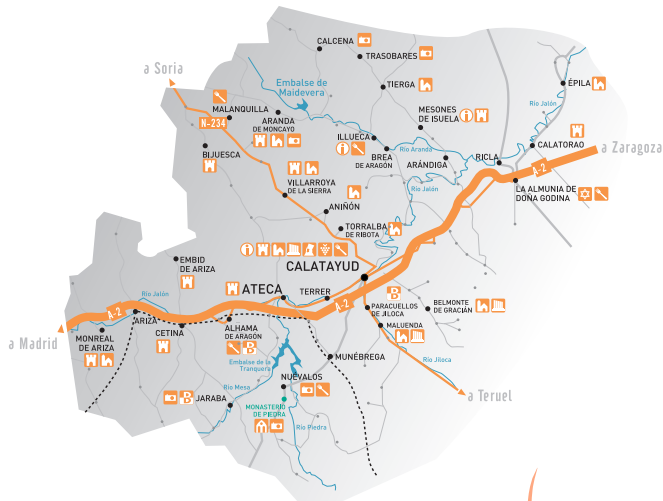 CALCENA
TRASOBARES
a Soria
Embalse de
Maidevera
TIERGA
ÉPILA
MALANQUILLA
Río Jalón
N-234
ARANDA
DE MONCAYO
MESONES
DE ISUELA
ILLUECA
CALATORAO
a Zaragoza
BIJUESCA
BREA
DE ARAGÓN
Río Aranda
ARÁNDIGA
RICLA
A-2
VILLARROYA
DE LA SIERRA
Río Jalón
LA ALMUNIA DE
DOÑA GODINA
ANIÑÓN
TORRALBA
DE RIBOTA
EMBID
DE ARIZA
CALATAYUD
ATECA
TERRER
B
Río Jalón
A-2
A-2
PARACUELLOS
DE JILOCA
BELMONTE
DE GRACIÁN
ARIZA
CETINA
ALHAMA
DE ARAGÓN
B
MALUENDA
a Madrid
MONREAL
DE ARIZA
MUNÉBREGA
Embalse de la
Tranquera
Río Jiloca
Río Mesa
NUÉVALOS
a Teruel
B
JARABA
MONASTERIO
DE PIEDRA
Río Piedra